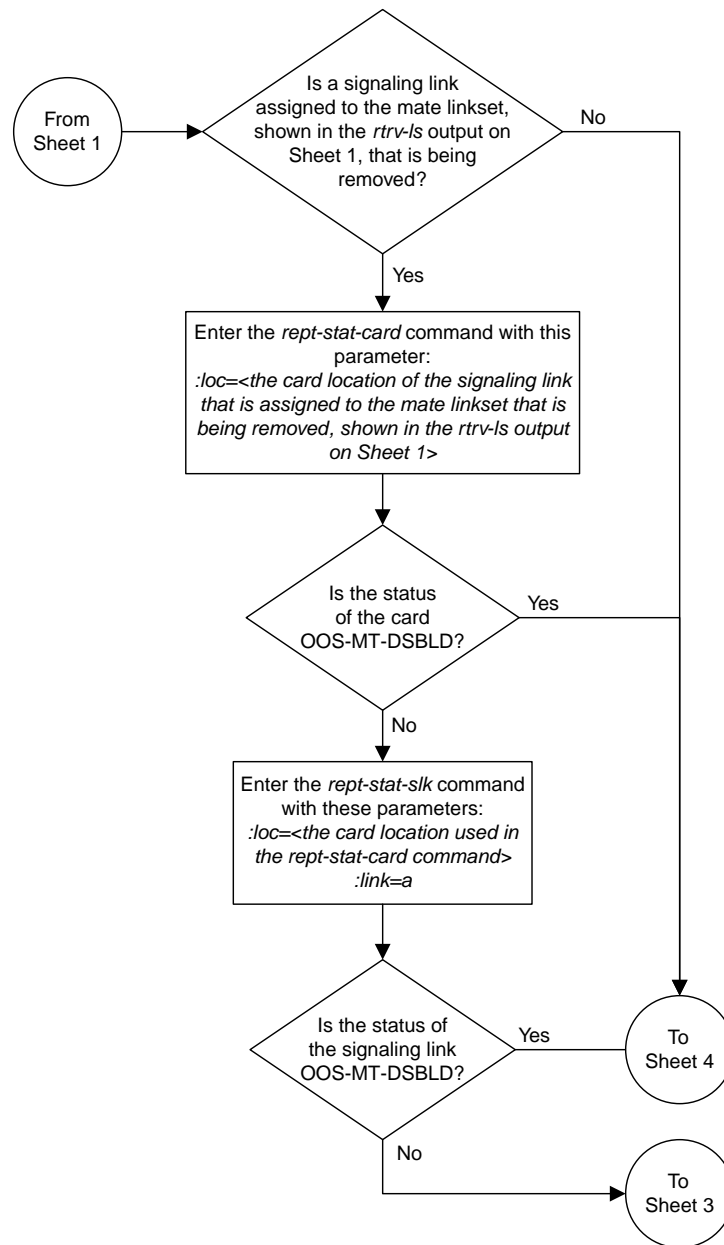 From
Sheet 1
Is a signaling link
assigned to the mate linkset,
shown in the rtrv-ls output on
Sheet 1, that is being
removed?
No
Yes
Enter the rept-stat-card command with this
parameter:
:loc=<the card location of the signaling link
that is assigned to the mate linkset that is
being removed, shown in the rtrv-ls output
on Sheet 1>
Is the status
of the card
OOS-MT-DSBLD?
Yes
No
Enter the rept-stat-slk command
with these parameters:
:loc=<the card location used in
the rept-stat-card command>
:link=a
Is the status of
the signaling link
OOS-MT-DSBLD?
Yes
To
Sheet 4
No
To
Sheet 3